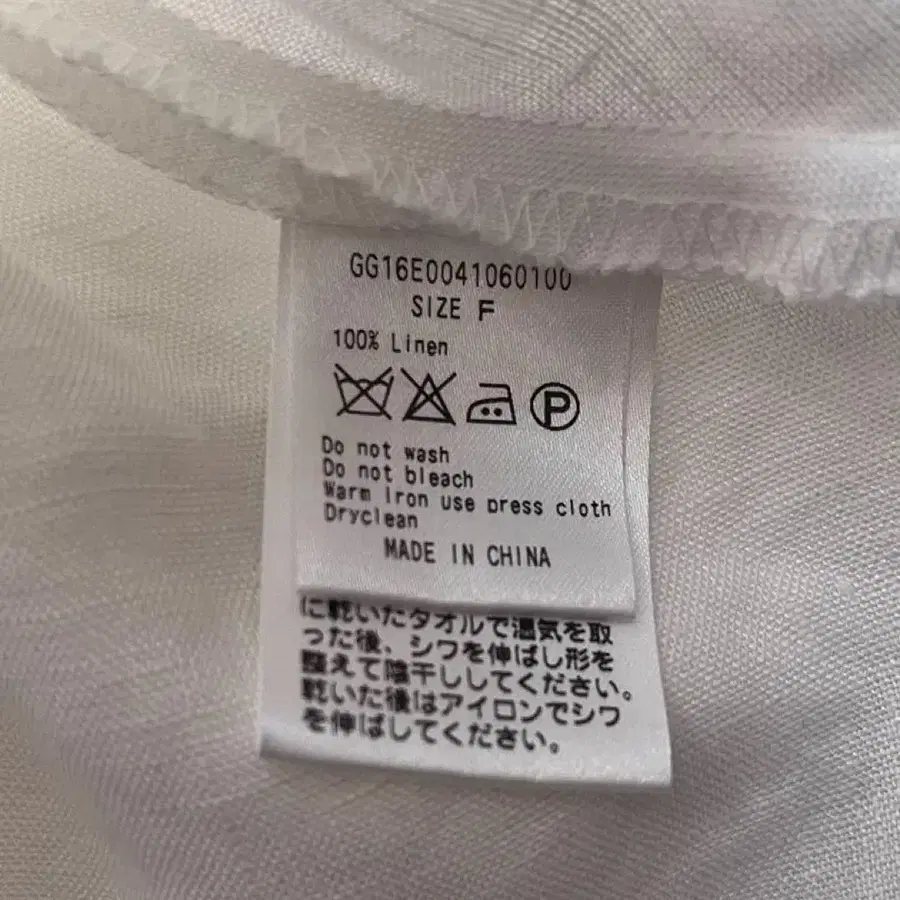 GG16E0041060100
SIZE F
100% Linen
P
Do not wash
Do not bleach
Warm iron use press cloth
Dryclean
MADE IN CHINA
に乾いたタオルで湿気を取
った後、シワを伸ばし形を
整えて陰干ししてください。
乾いた後はアイロンでシワ
を伸ばしてください。